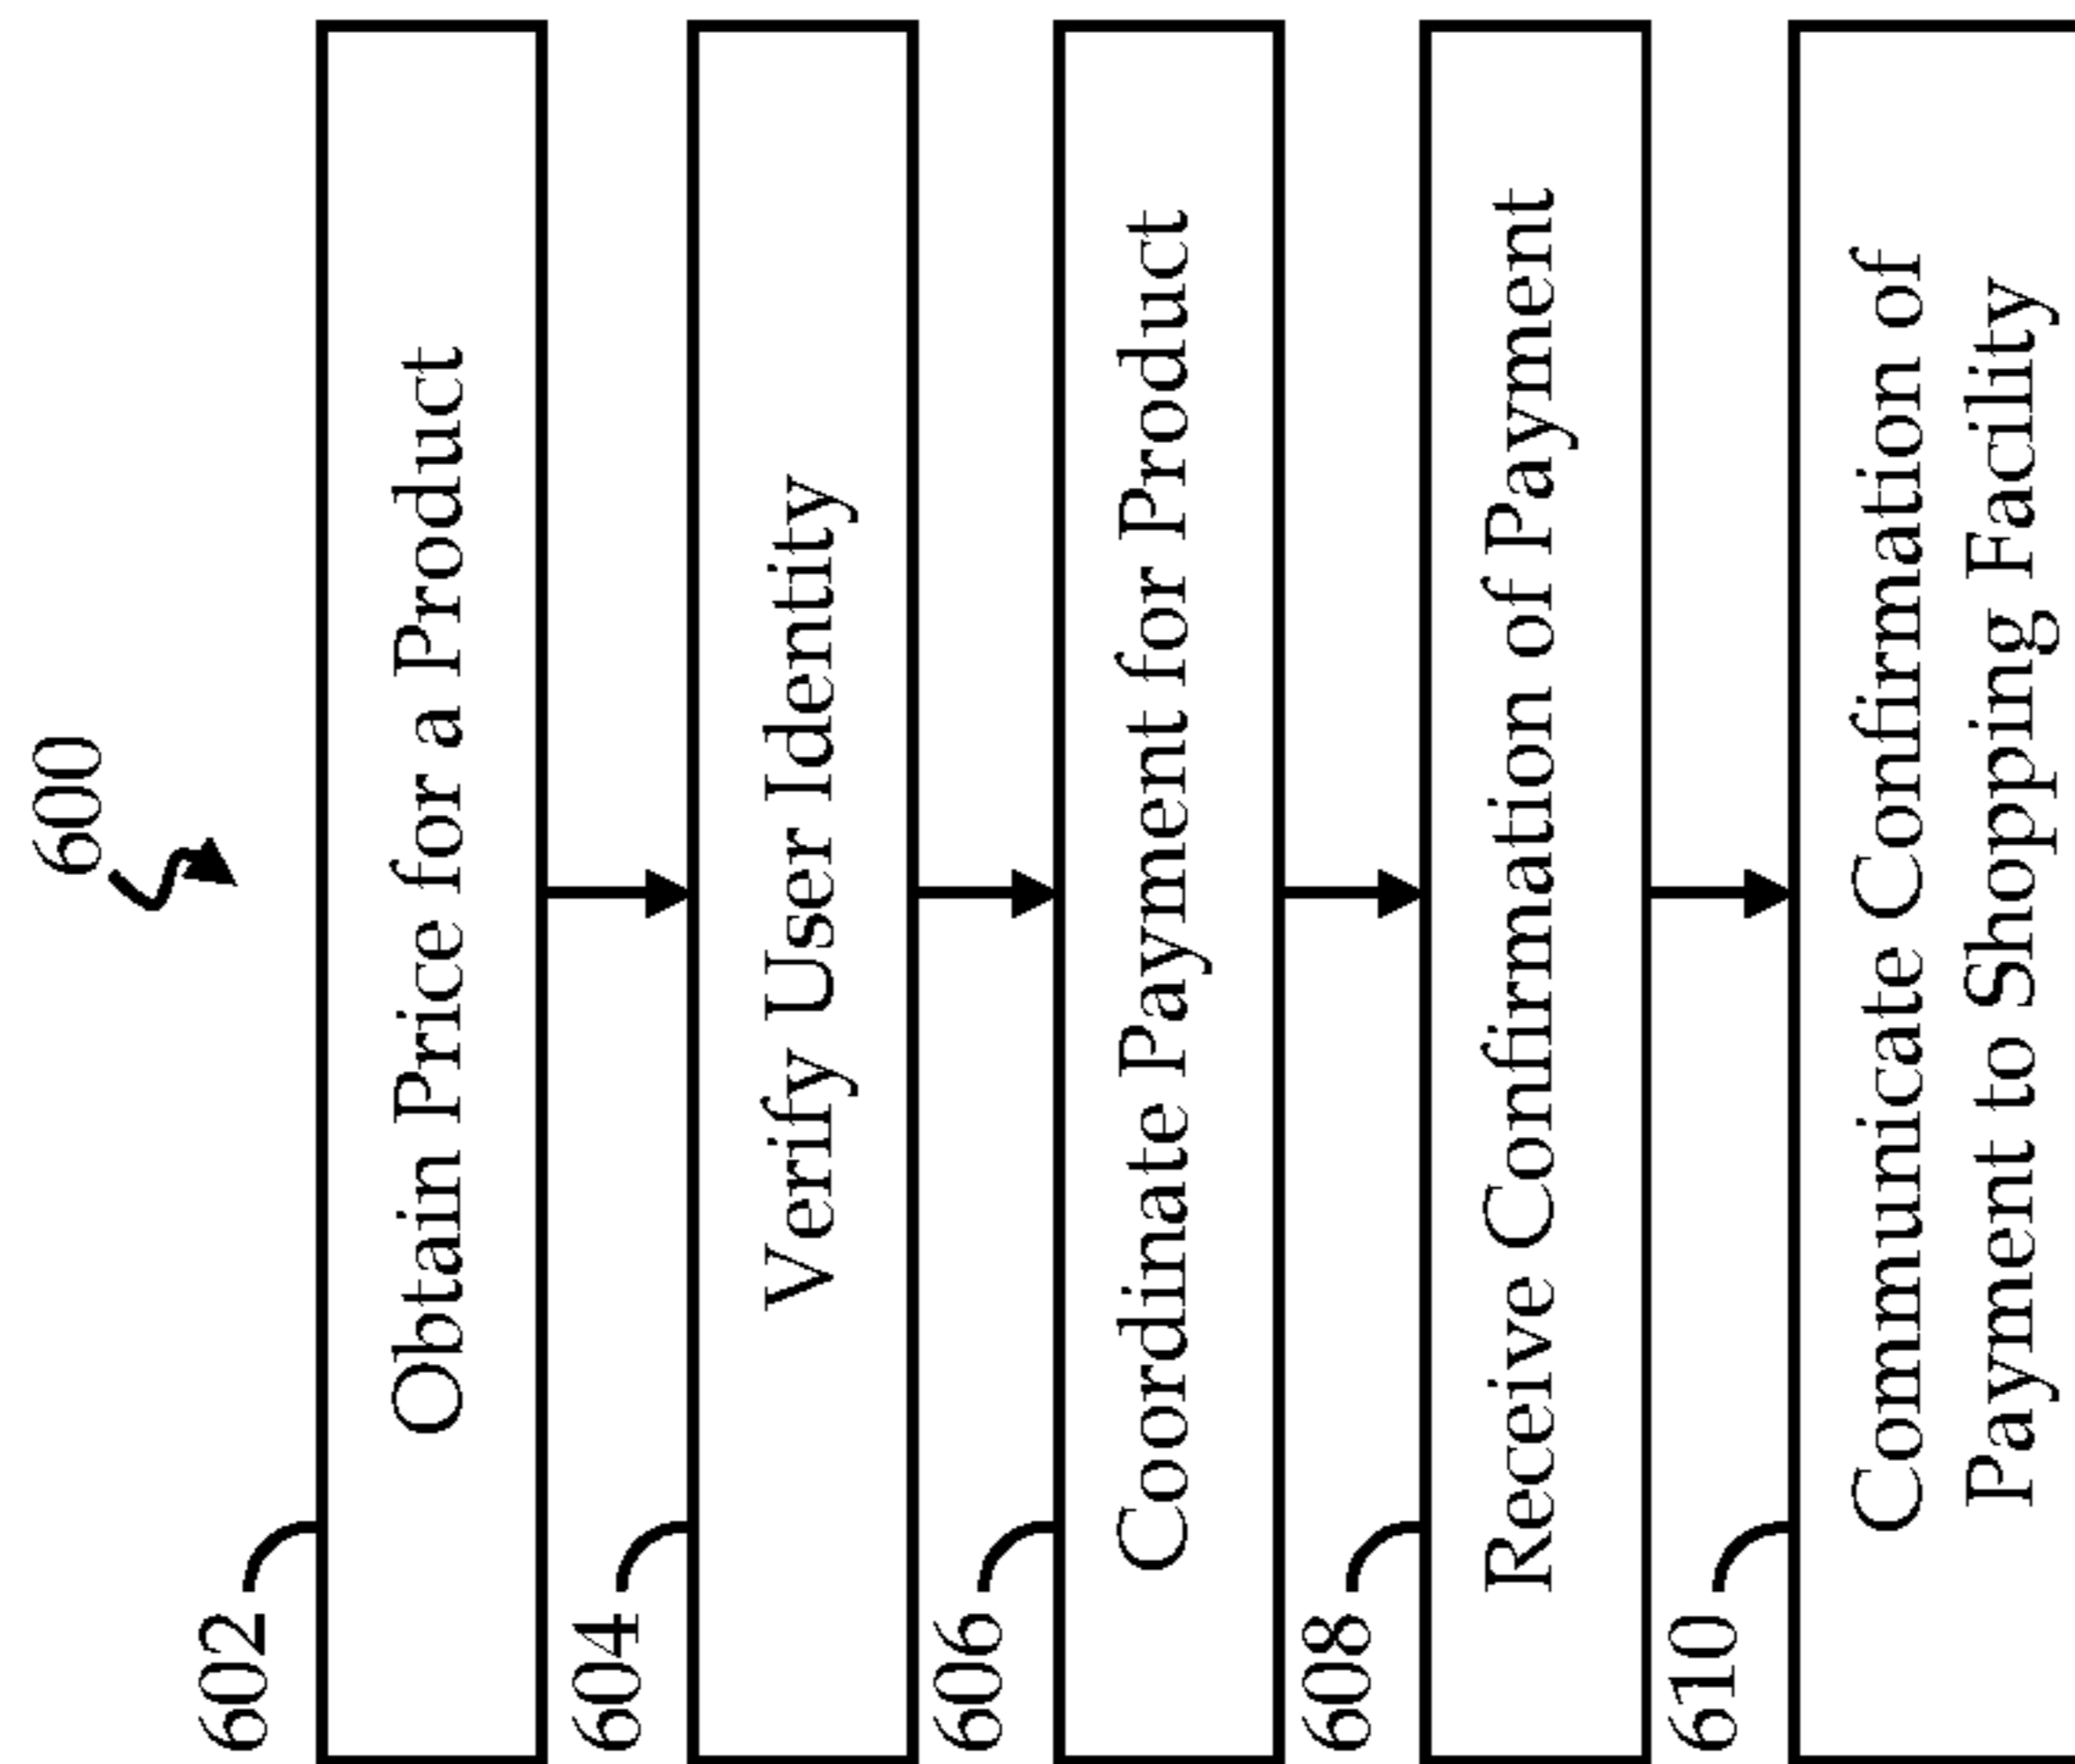 600
602
Obtain Price for a Product
604
Verify User Identity
606
Coordinate Payment for Product
608
Receive Confirmation of Payment
610
Communicate Confirmation of
Payment to Shopping Facility